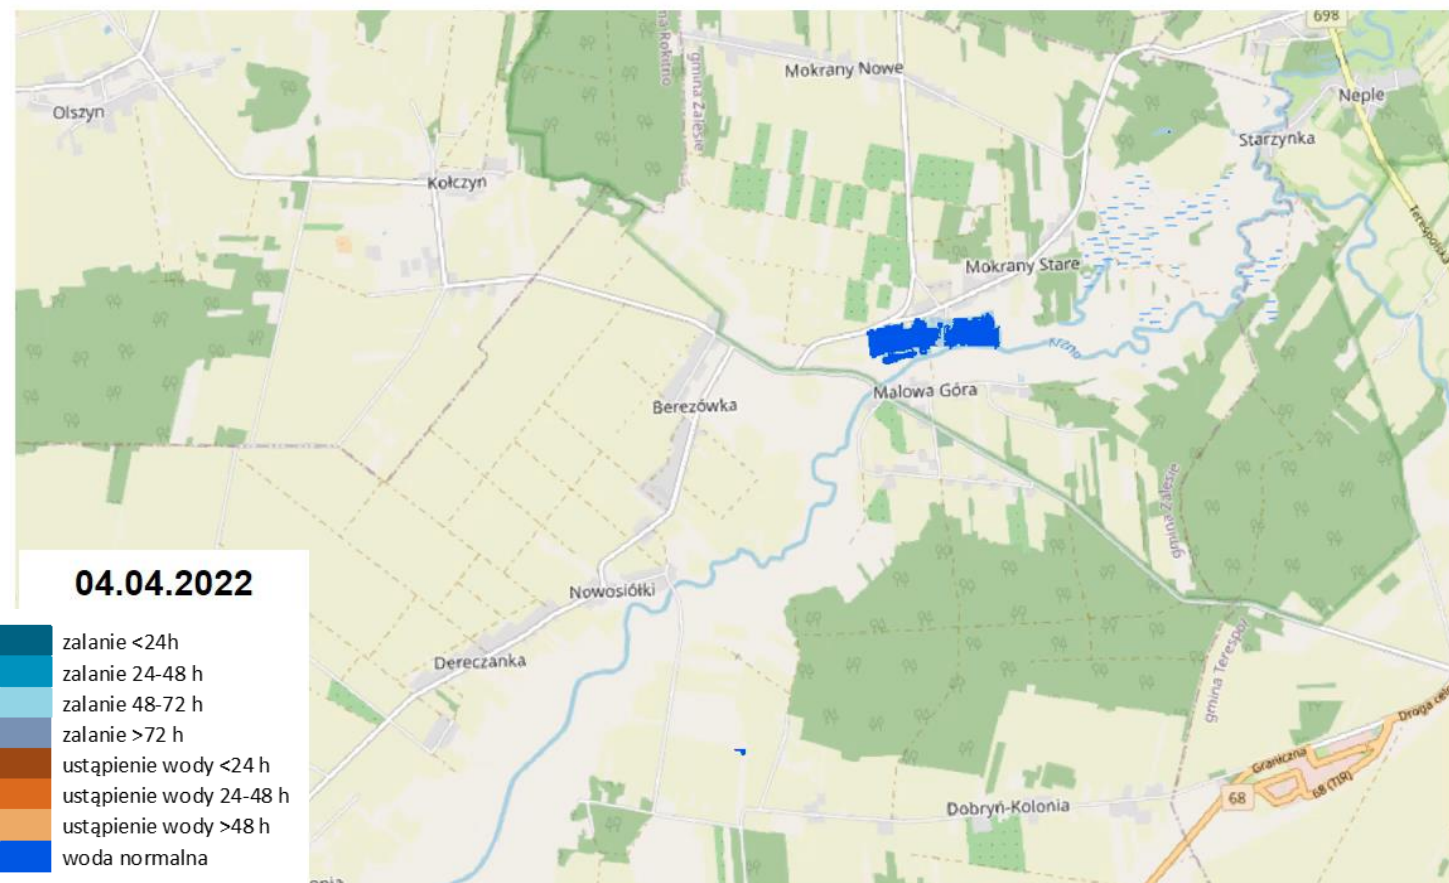 698
gmina Zalesie
Mokrany Nowe
Neple
Olszyn
Starzynka
Kołczyn
Terespolska
Mokrany Stare
Krzna
Malowa Góra
Berezówka
gmina Zalesie
04.04.2022
Nowosiółki
zalanie <24h
Dereczanka
zalanie 24-48 h
zalanie 48-72 h
gmina Terespol
zalanie >72 h
ustąpienie wody <24 h
Graniczna
68 (TIR)
ustąpienie wody 24-48 h
68
Dobryń-Kolonia
ustąpienie wody >48 h
woda normalna